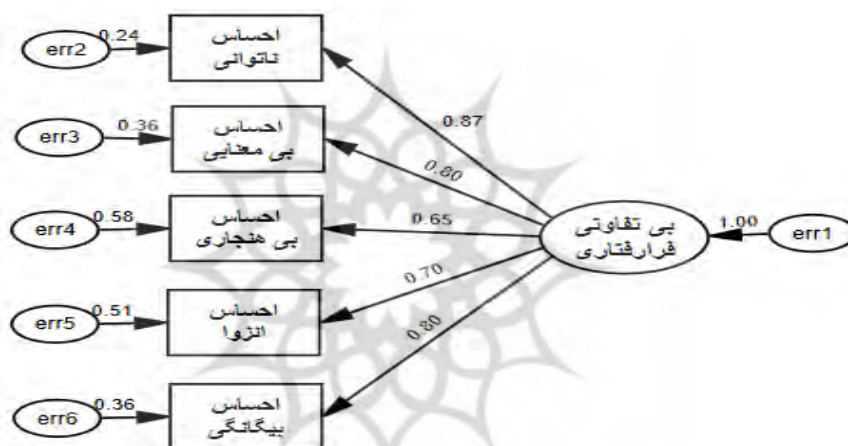 err2
0.24
احساس
ناتوانی
0.87
err3
0.36
احساس
بی معنایی
0.80
err4
0.58
احساس
بی هنجاری
0.65
بی تفاوتی
فرارفتاری
1.00
err1
err5
0.51
احساس
انزوا
0.70
err6
0.36
احساس
بیگانگی
0.80